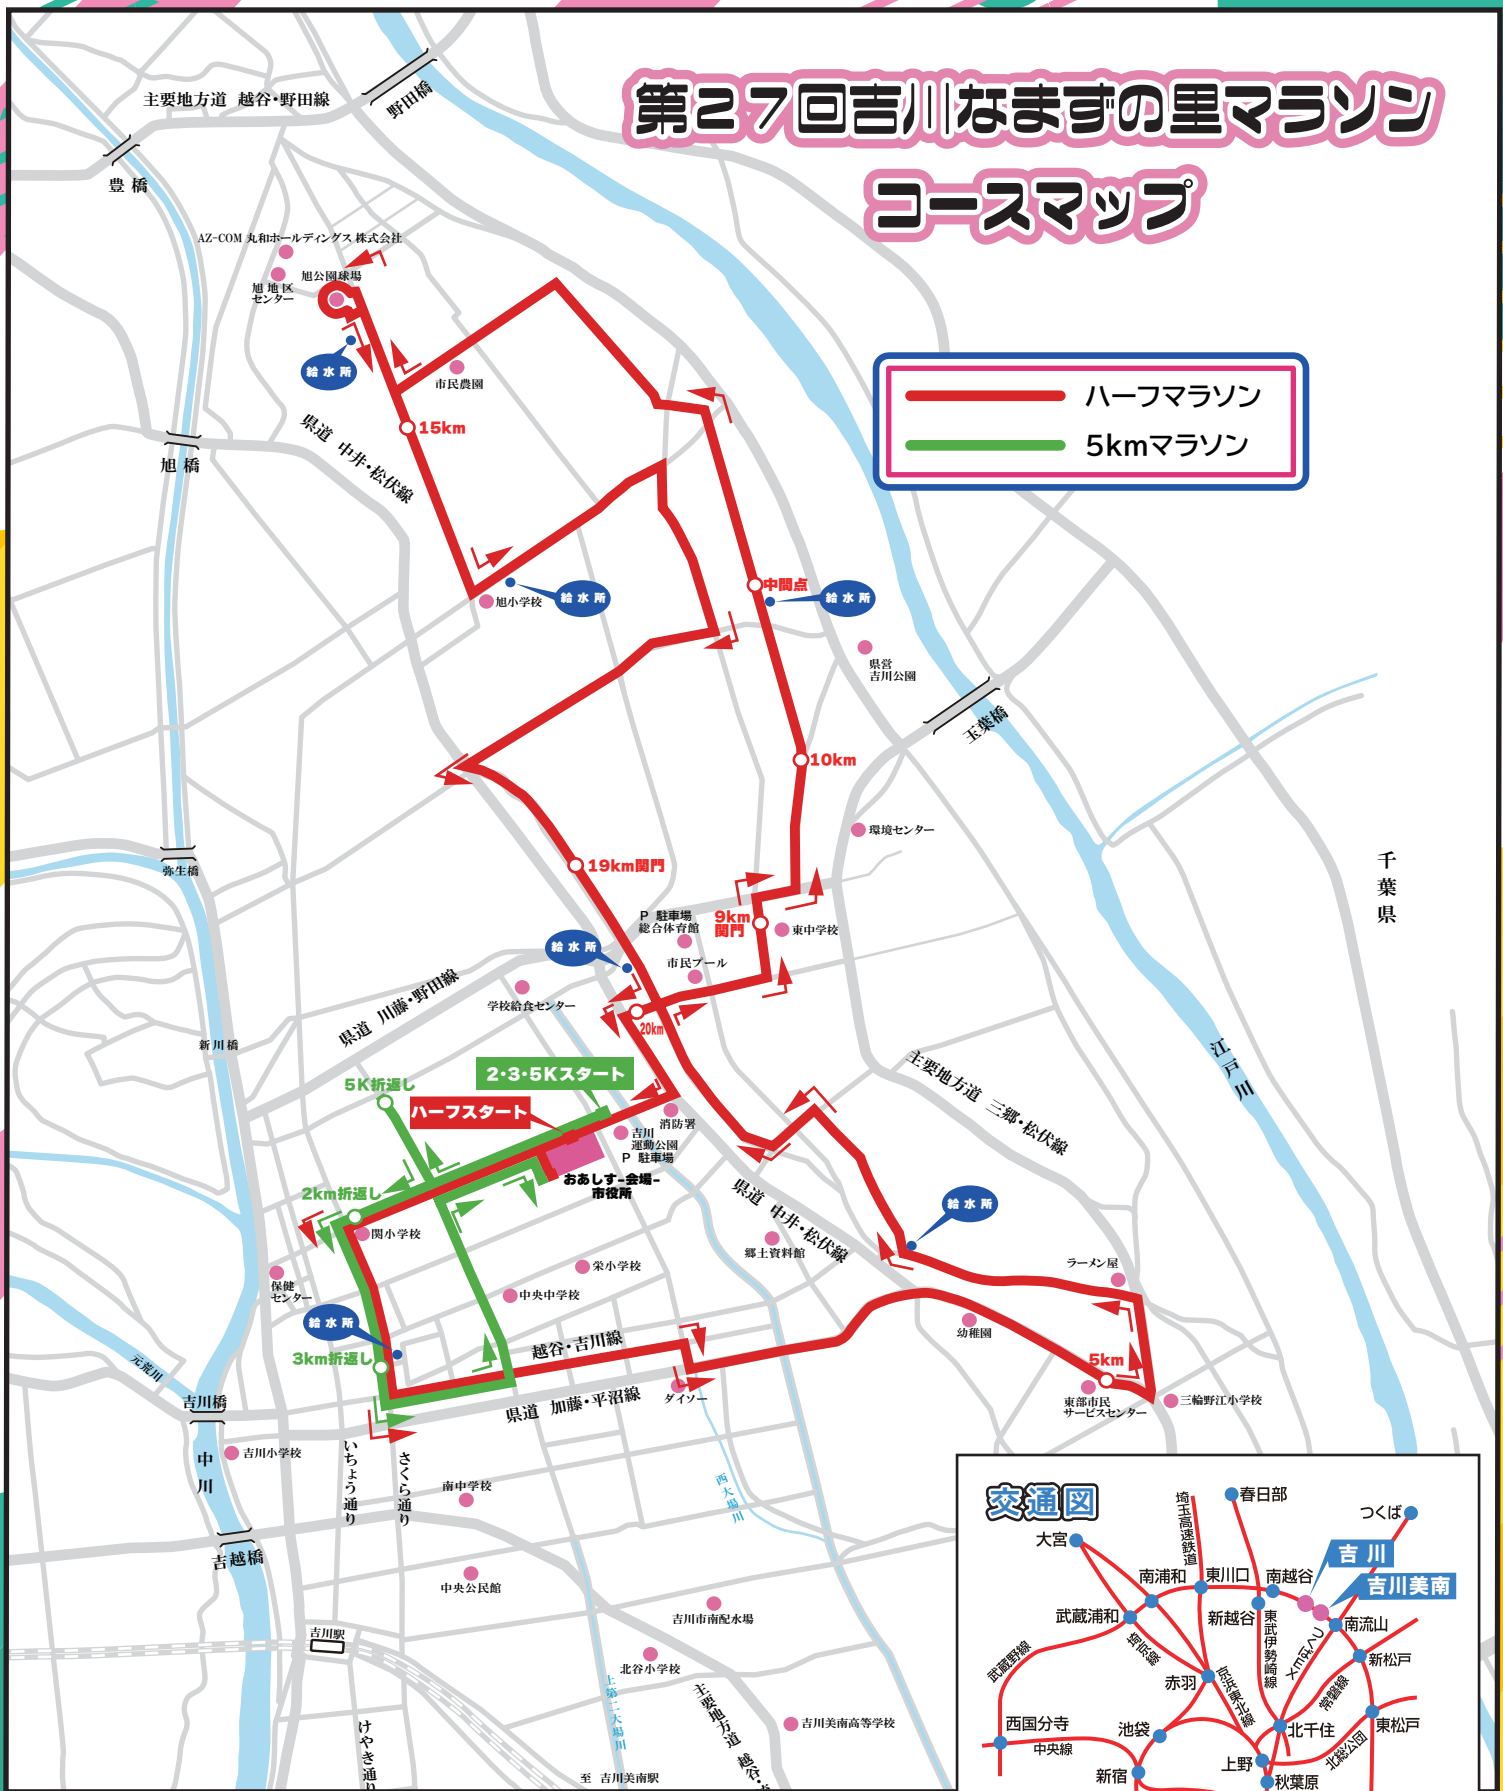 第27回吉川なまずの里マラソン
コースマップ
主要地方道 越谷・野田線
野田橋
豊橋
AZ-COM 丸和ホールディングス 株式会社
旭公園球場
旭地区
センター
給水所
市民農園
ハーフマラソン
5kmマラソン
15km
県道 中井・松伏線
旭橋
旭小学校
給水所
中間点
給水所
県営
吉川公園
玉葉橋
10km
環境センター
千葉県
弥生橋
19km関門
P 駐車場
総合体育館
9km
関門
東中学校
給水所
市民プール
県道 川藤・野田線
学校給食センター
20km
新川橋
江戸川
主要地方道 三郷・松伏線
2・3・5Kスタート
5K折返し
ハーフスタート
消防署
吉川
運動公園
P 駐車場
おあしす-会場-
市役所
県道 中井・松伏線
2km折返し
関小学校
給水所
郷土資料館
ラーメン屋
栄小学校
保健
センター
中央中学校
給水所
越谷・吉川線
幼稚園
3km折返し
5km
元荒川
ダイソー
東部市民
サービスセンター
三輪野江小学校
吉川橋
県道 加藤・平沼線
中川
吉川小学校
いちょう通り
さくら通り
南中学校
西大場川
吉越橋
中央公民館
吉川市南配水場
吉川駅
北谷小学校
上第二大場川
主要地方道 越谷・
吉川美南高等学校
けやき通り
至 吉川美南駅
交通図
埼玉高速鉄道
春日部
つくば
大宮
吉川
南浦和
東川口
南越谷
吉川美南
武蔵浦和
新越谷
南流山
東武伊勢崎線
つくばEX
埼京線
武蔵野線
新松戸
赤羽
京浜東北線
常磐線
西国分寺
池袋
北千住
東松戸
中央線
上野
北総公団
新宿
秋葉原